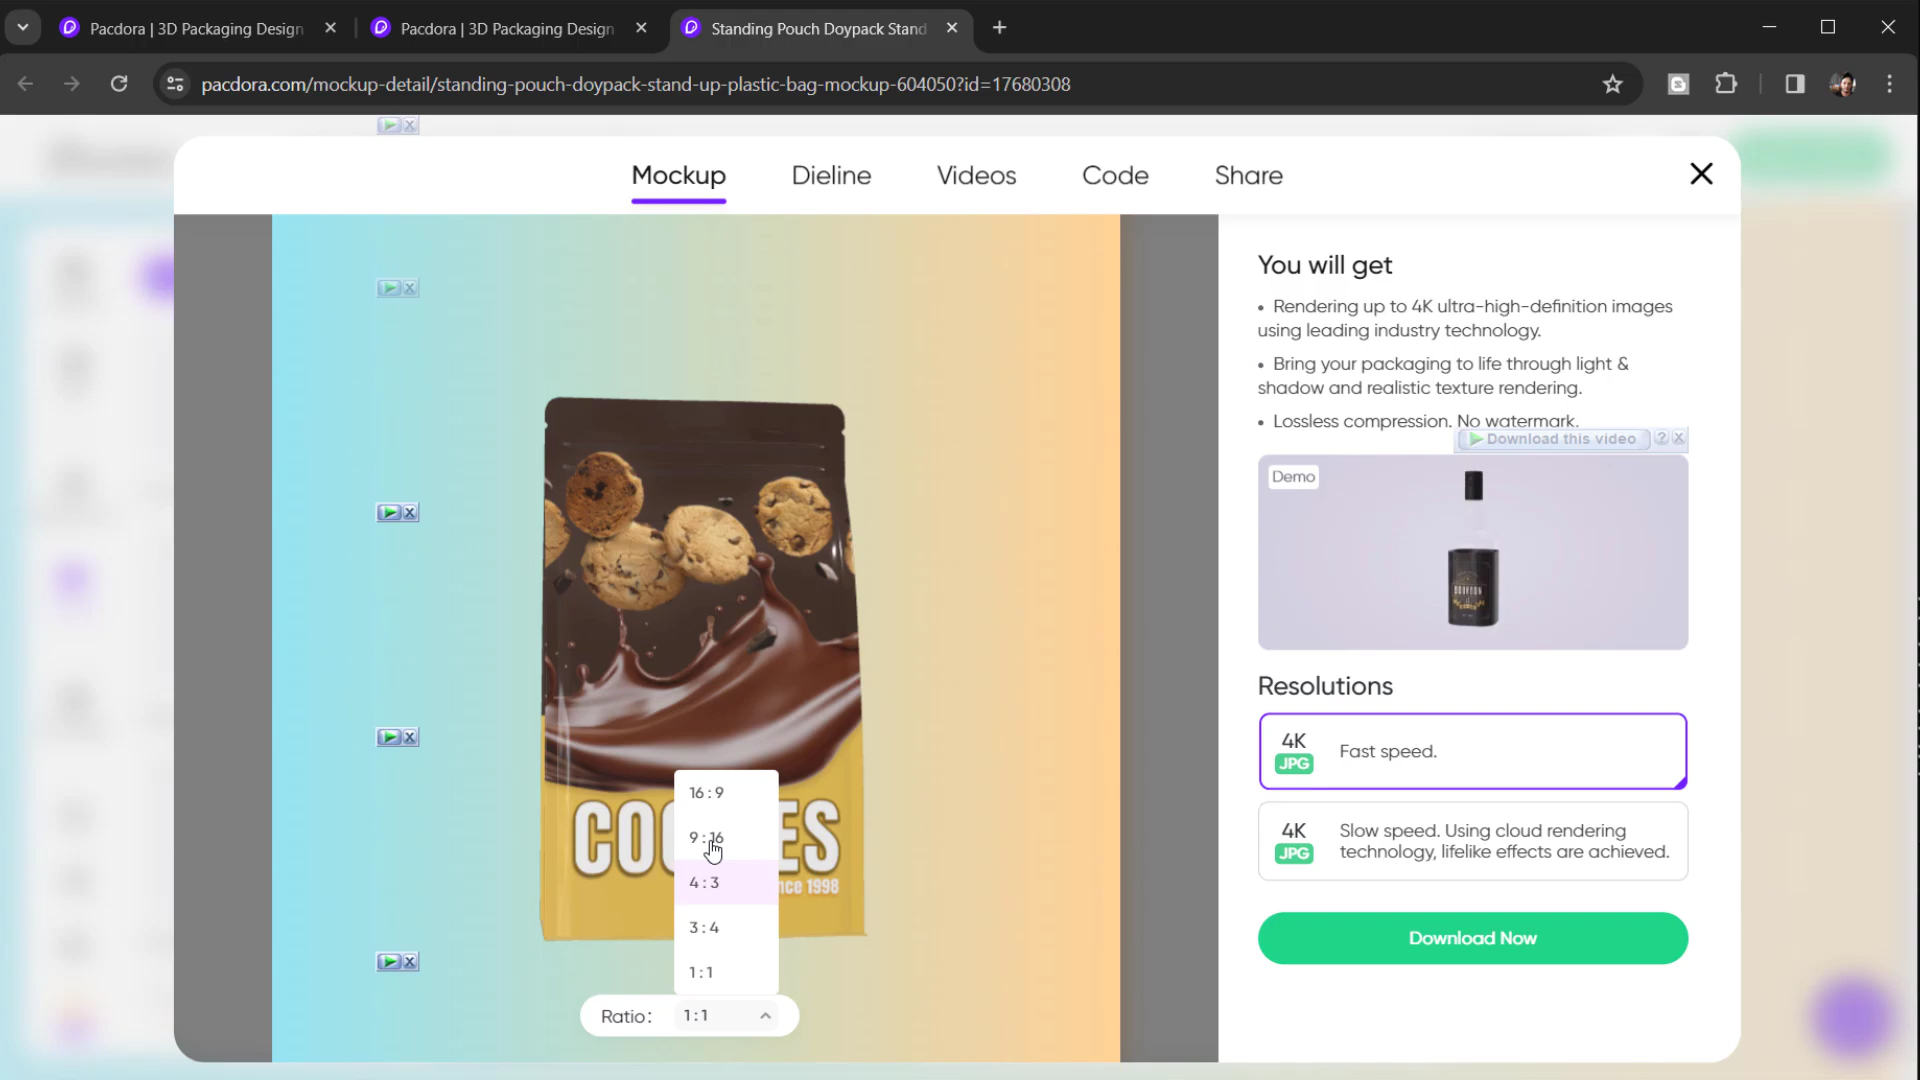 Pacdora | 3D Packaging Design
Pacdora | 3D Packaging Design
Standing Pouch Doypack Stand
pacdora.com/mockup-detail/standing-pouch-doypack-stand-up-plastic-bag-mockup-604050?id=17680308
Mockup
Dieline
Videos
Code
Share
You will get
• Rendering up to 4K ultra-high-definition images
using leading industry technology.
• Bring your packaging to life through light &
shadow and realistic texture rendering.
• Lossless compression. No watermark.
Download this video
Demo
Resolutions
4K
JPG
Fast speed.
4K
JPG
Slow speed. Using cloud rendering
technology, lifelike effects are achieved.
Download Now
16 : 9
9 : 16
4 : 3
3 : 4
1 : 1
Ratio: 1 : 1
1998